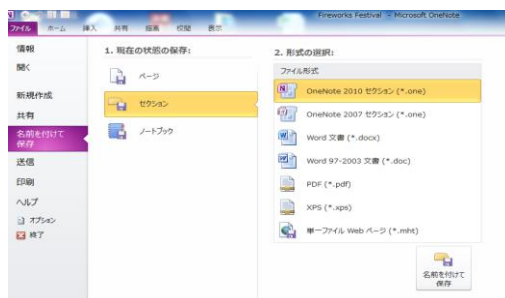 Fireworks Festival - Microsoft OneNote
ファイル ホーム 挿入 共有 描画 校閲 表示
情報
開く
新規作成
共有
名前を付けて
保存
送信
印刷
ヘルプ
オプション
終了
1. 現在の状態の保存:
ページ
セクション
ノートブック
2. 形式の選択:
ファイル形式
OneNote 2010 セクション (*.one)
OneNote 2007 セクション (*.one)
Word 文書 (*.docx)
Word 97-2003 文書 (*.doc)
PDF (*.pdf)
XPS (*.xps)
単一ファイル Web ページ (*.mht)
名前を付けて
保存